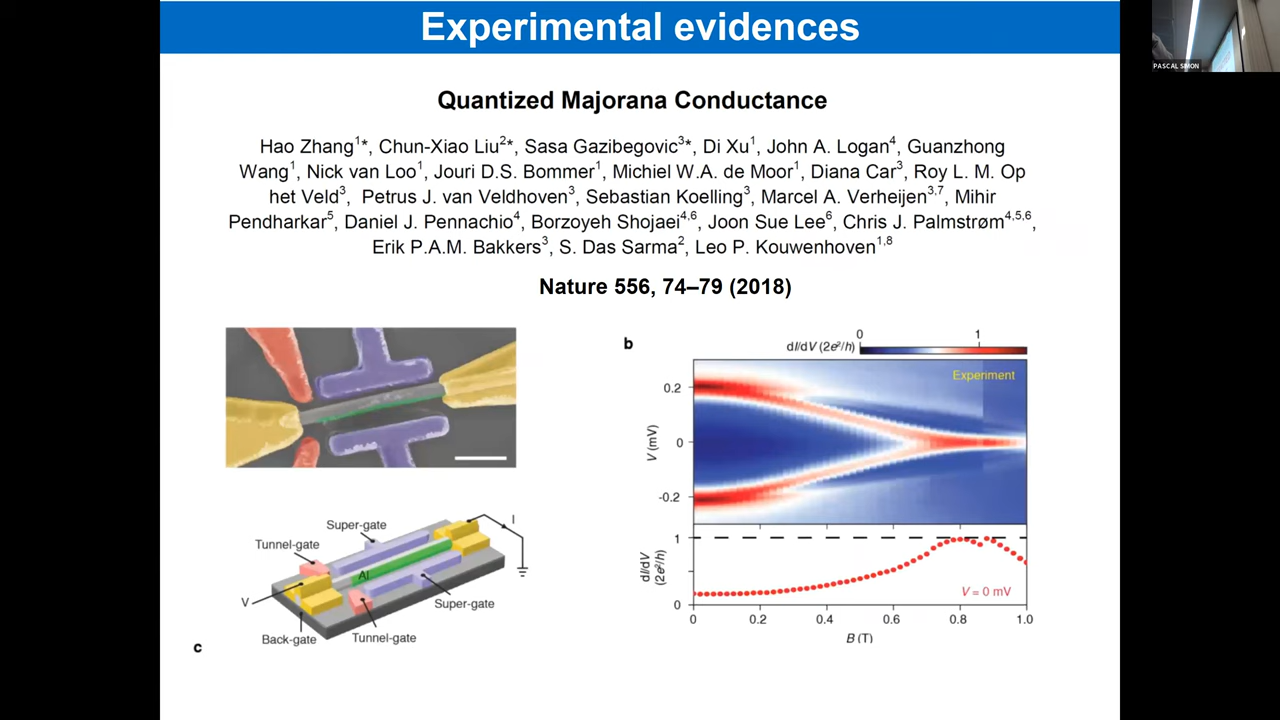 Experimental evidences
PASCAL SIMON
Quantized Majorana Conductance
Hao Zhang1*, Chun-Xiao Liu2*, Sasa Gazibegovic3*, Di Xu1, John A. Logan4, Guanzhong
Wang1, Nick van Loo1, Jouri D.S. Bommer1, Michiel W.A. de Moor1, Diana Car3, Roy L. M. Op
het Veld3, Petrus J. van Veldhoven3, Sebastian Koelling3, Marcel A. Verheijen3,7, Mihir
Pendharkar5, Daniel J. Pennachio4, Borzoyeh Shojaei4,6, Joon Sue Lee6, Chris J. Palmstrøm4,5,6,
Erik P.A.M. Bakkers3, S. Das Sarma2, Leo P. Kouwenhoven1,8
Nature 556, 74–79 (2018)
b
dI/dV (2e²/h)
0 1
Experiment
0.2
0
-0.2
V (mV)
1
0
dI/dV
(2e²/h)
V = 0 mV
0 0.2 0.4 0.6 0.8 1.0
B (T)
Super-gate
I
Tunnel-gate
Al
V
Super-gate
Back-gate
Tunnel-gate
c